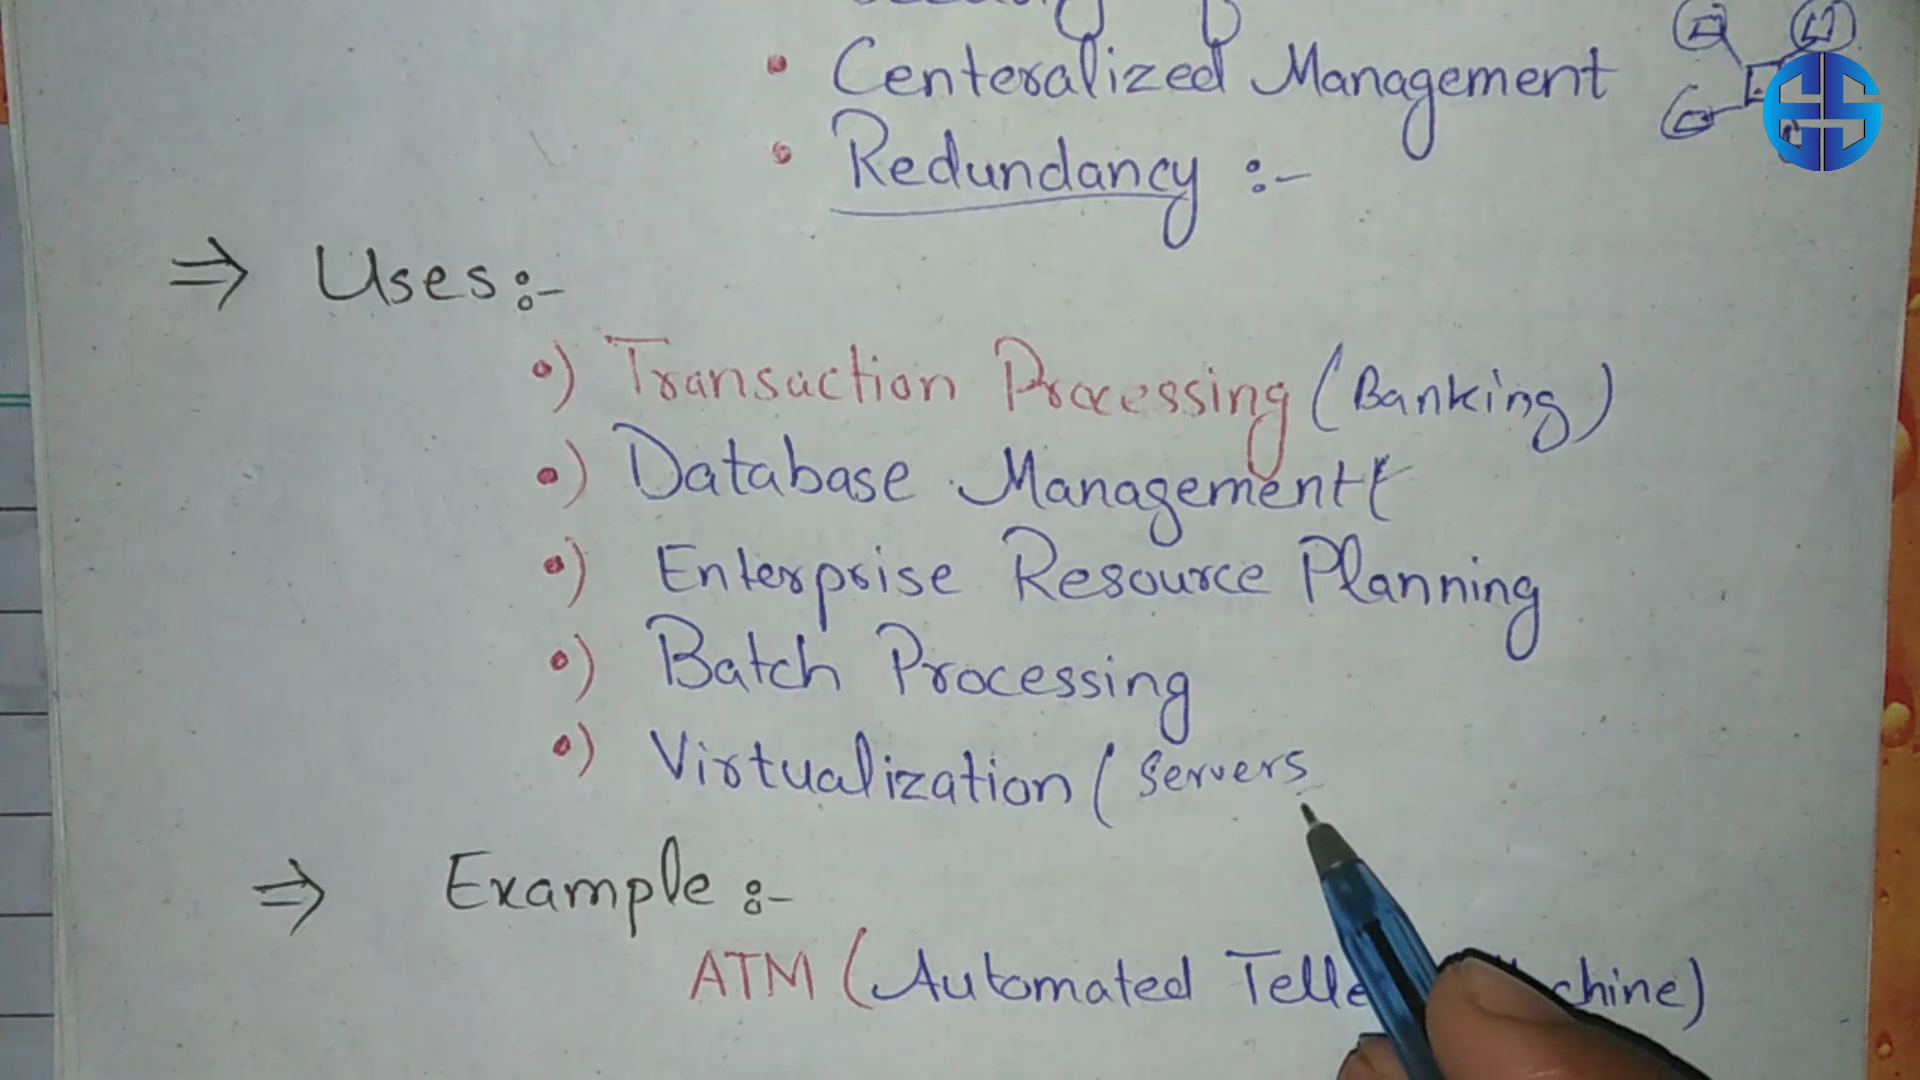 • Centeralized Management
• Redundancy :-
⇒ Uses:-
•) Transaction Processing (Banking)
•) Database Management(
•) Enterprise Resource Planning
•) Batch Processing
•) Virtualization (Servers
⇒ Example :-
ATM (Automated Telle chine)